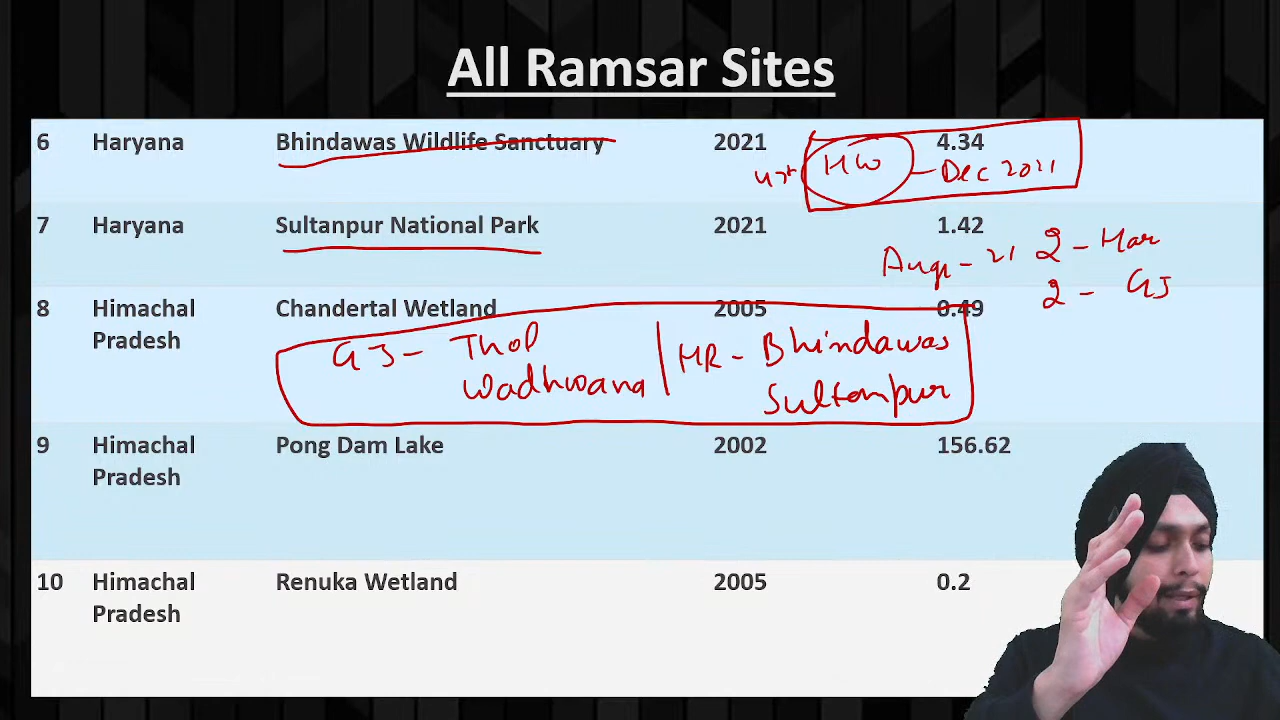 All Ramsar Sites
6 Haryana Bhindawas Wildlife Sanctuary 2021 4.34
HW - Dec 2021
7 Haryana Sultanpur National Park 2021 1.42
Aug - 21 2 - Har
2 - GJ
8 Himachal Pradesh Chandertal Wetland 2005 0.49
GJ - Thol
Wadhwana
HR - Bhindawas
Sultanpur
9 Himachal Pradesh Pong Dam Lake 2002 156.62
10 Himachal Pradesh Renuka Wetland 2005 0.2